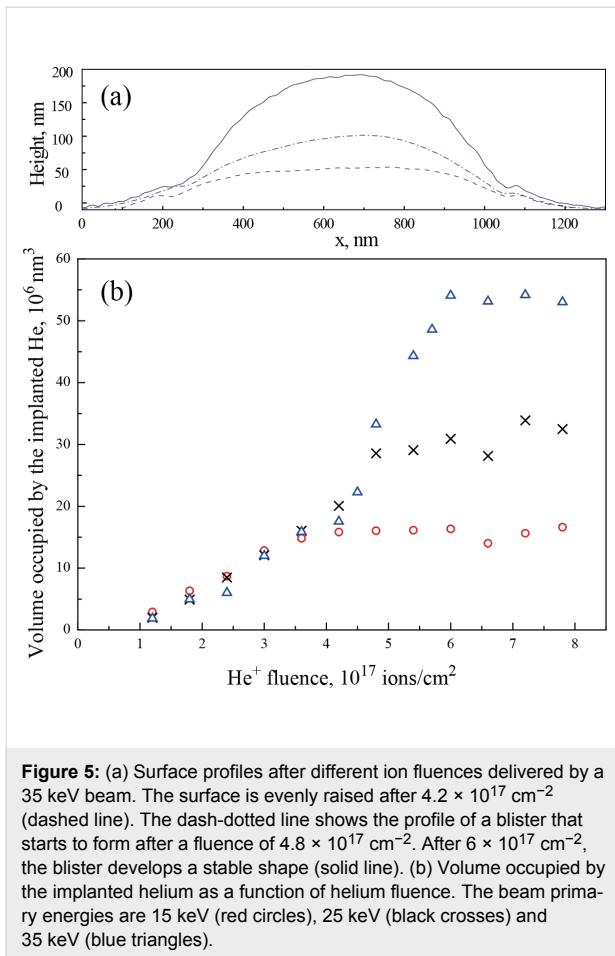 200
150
100
50
0
Height, nm
(a)
0 200 400 600 800 1000 1200
x, nm
60
50
40
30
20
10
0
Volume occupied by the implanted He, 10⁶ nm³
(b)
0 1 2 3 4 5 6 7 8
He⁺ fluence, 10¹⁷ ions/cm²
Figure 5: (a) Surface profiles after different ion fluences delivered by a
35 keV beam. The surface is evenly raised after 4.2 × 10¹⁷ cm⁻²
(dashed line). The dash-dotted line shows the profile of a blister that
starts to form after a fluence of 4.8 × 10¹⁷ cm⁻². After 6 × 10¹⁷ cm⁻²,
the blister develops a stable shape (solid line). (b) Volume occupied by
the implanted helium as a function of helium fluence. The beam prima-
ry energies are 15 keV (red circles), 25 keV (black crosses) and
35 keV (blue triangles).